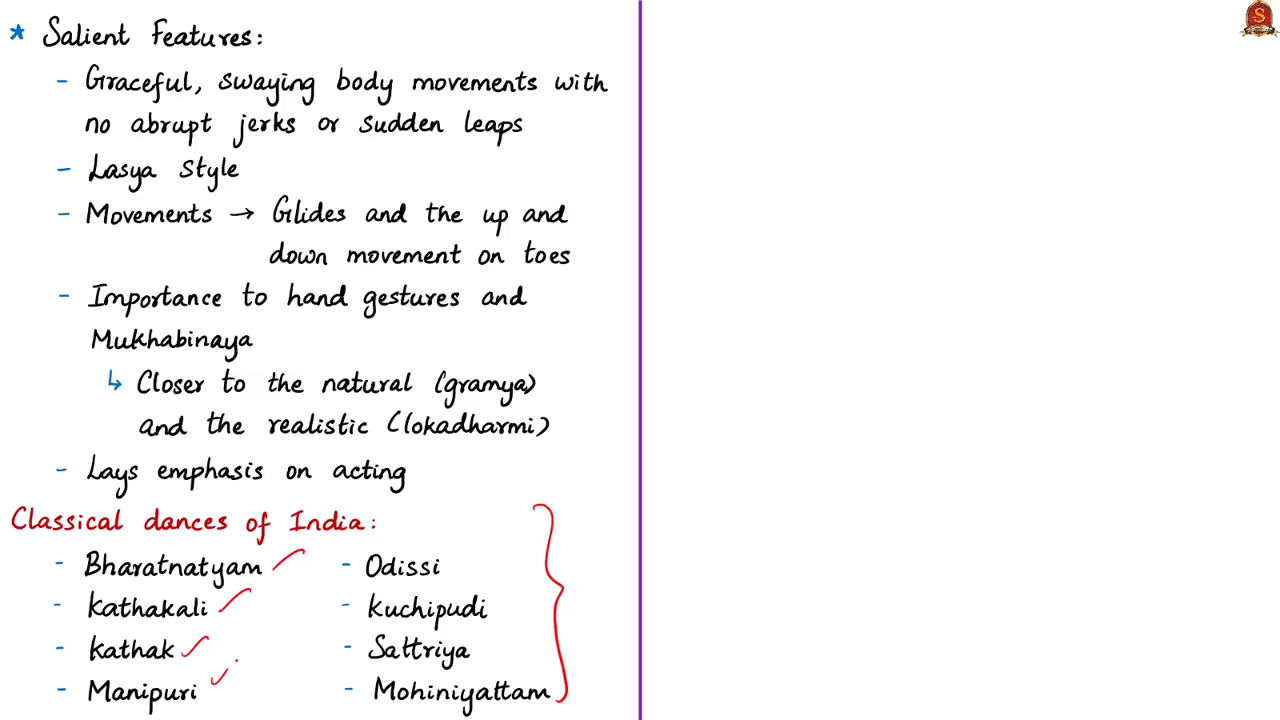 * Salient Features:
- Graceful, swaying body movements with
no abrupt jerks or sudden leaps
- Lasya style
- Movements → Glides and the up and
down movement on toes
- Importance to hand gestures and
Mukhabinaya
↳ Closer to the natural (gramya)
and the realistic (lokadharmi)
- Lays emphasis on acting
Classical dances of India:
- Bharatnatyam
- Odissi
- Kathakali
- Kuchipudi
- Kathak
- Sattriya
- Manipuri
- Mohiniyattam
S